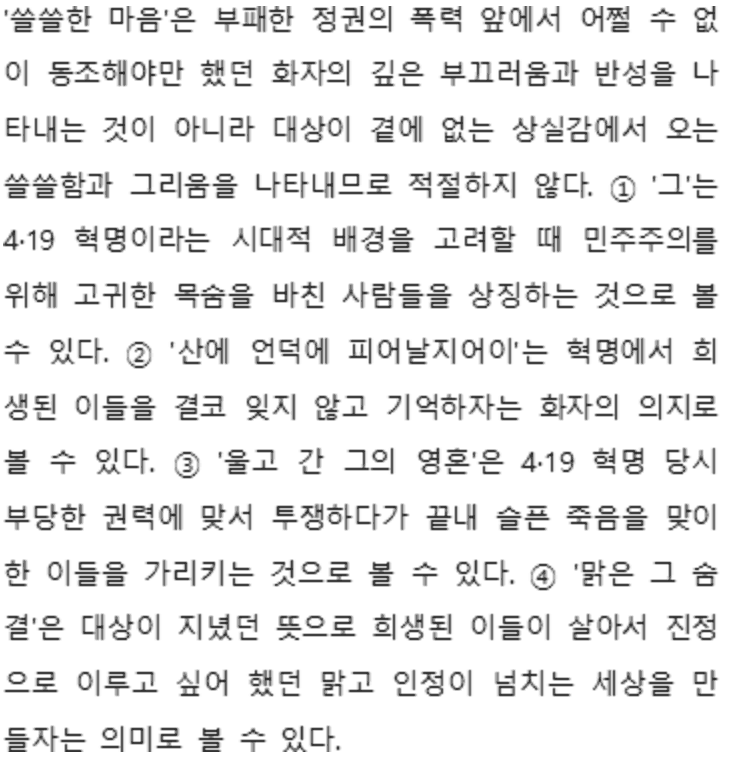 '쓸쓸한 마음'은 부패한 정권의 폭력 앞에서 어쩔 수 없
이 동조해야만 했던 화자의 깊은 부끄러움과 반성을 나
타내는 것이 아니라 대상이 곁에 없는 상실감에서 오는
쓸쓸함과 그리움을 나타내므로 적절하지 않다. ① '그'는
4·19 혁명이라는 시대적 배경을 고려할 때 민주주의를
위해 고귀한 목숨을 바친 사람들을 상징하는 것으로 볼
수 있다. ② '산에 언덕에 피어날지어이'는 혁명에서 희
생된 이들을 결코 잊지 않고 기억하자는 화자의 의지로
볼 수 있다. ③ '울고 간 그의 영혼'은 4·19 혁명 당시
부당한 권력에 맞서 투쟁하다가 끝내 슬픈 죽음을 맞이
한 이들을 가리키는 것으로 볼 수 있다. ④ '맑은 그 숨
결'은 대상이 지녔던 뜻으로 희생된 이들이 살아서 진정
으로 이루고 싶어 했던 맑고 인정이 넘치는 세상을 만
들자는 의미로 볼 수 있다.